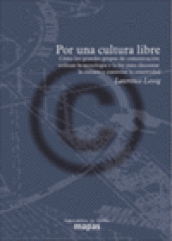 Por una cultura libre
Cómo los grandes grupos de comunicación
utilizan la tecnología y la ley para clausurar
la cultura y controlar la creatividad
Lawrence Lessig
mapas